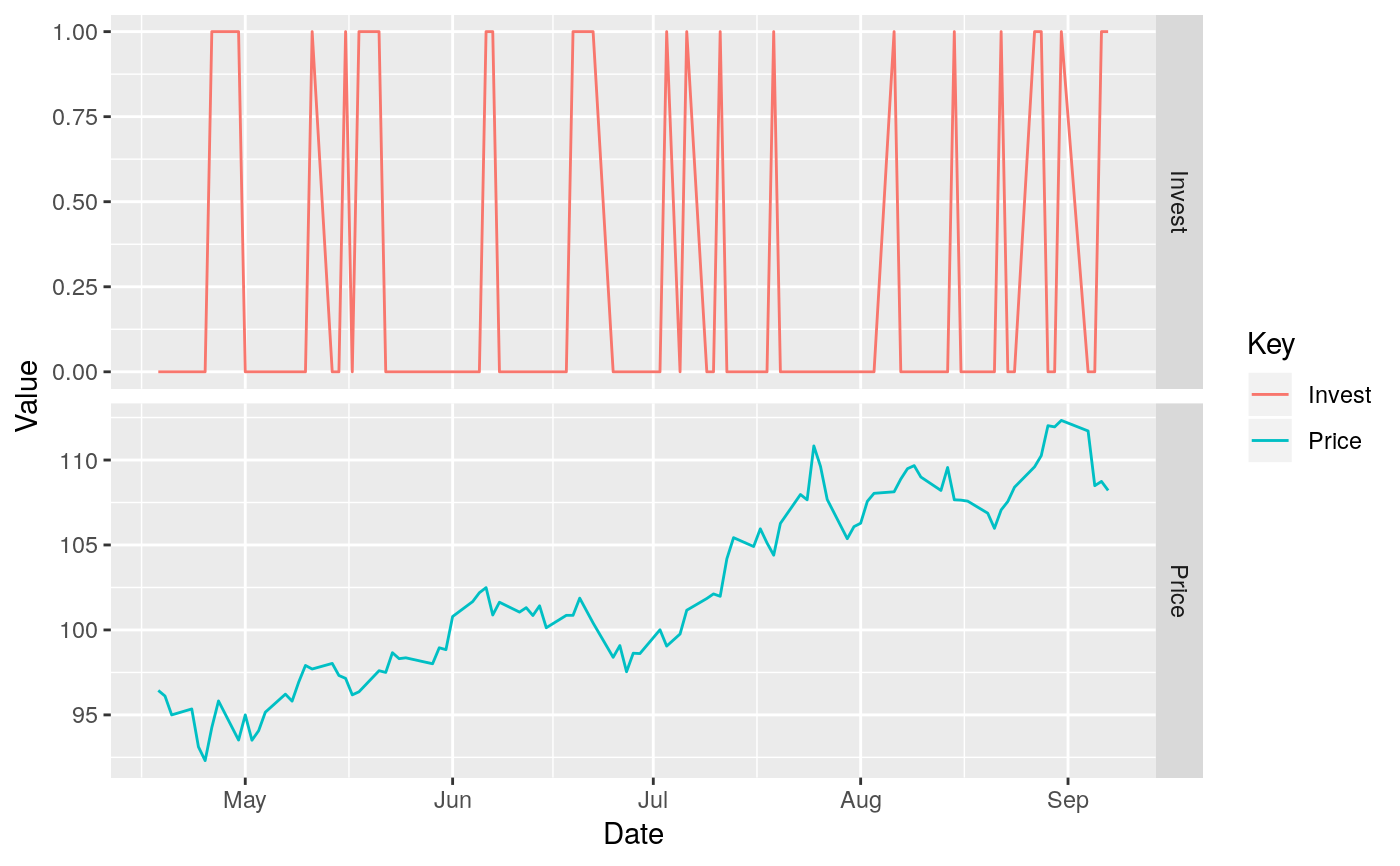 1.00
0.75
0.50
0.25
0.00
Invest
Value
110
105
100
95
Price
May Jun Jul Aug Sep
Date
Key
Invest
Price